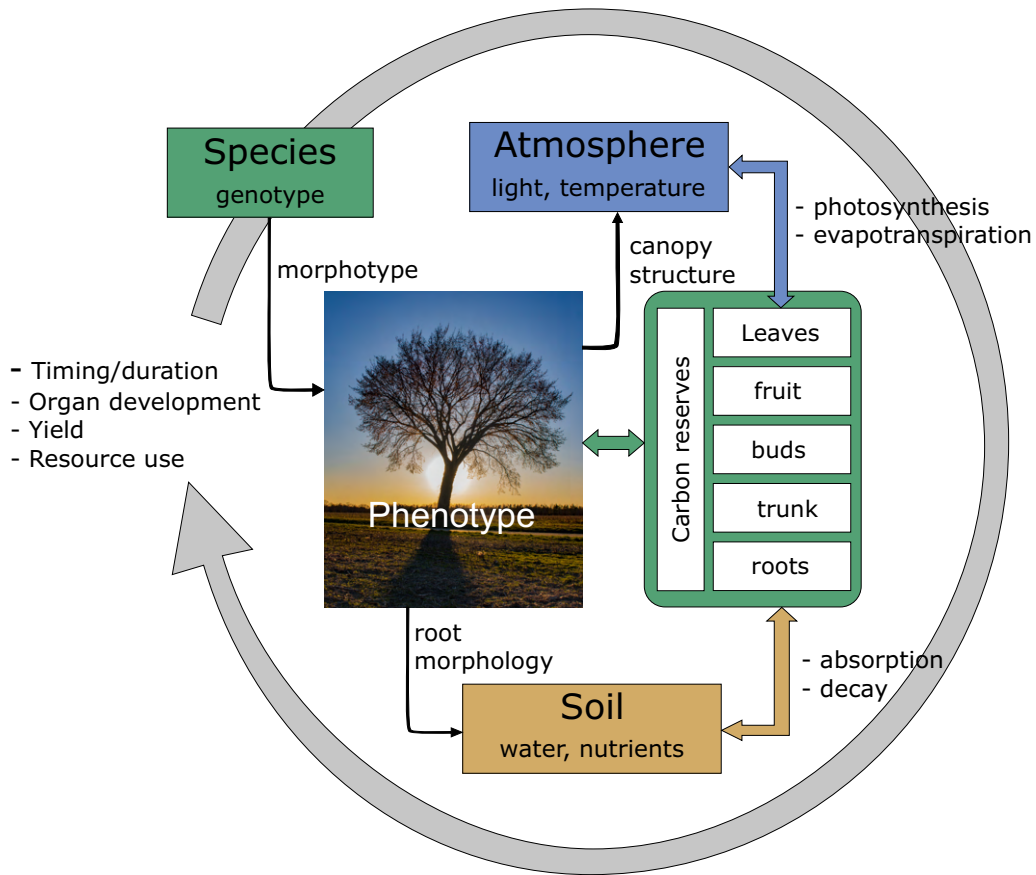 Species
genotype
Atmosphere
light, temperature
- photosynthesis
- evapotranspiration
morphotype
canopy
structure
- Timing/duration
- Organ development
- Yield
- Resource use
Phenotype
Carbon reserves
Leaves
fruit
buds
trunk
roots
root
morphology
- absorption
- decay
Soil
water, nutrients